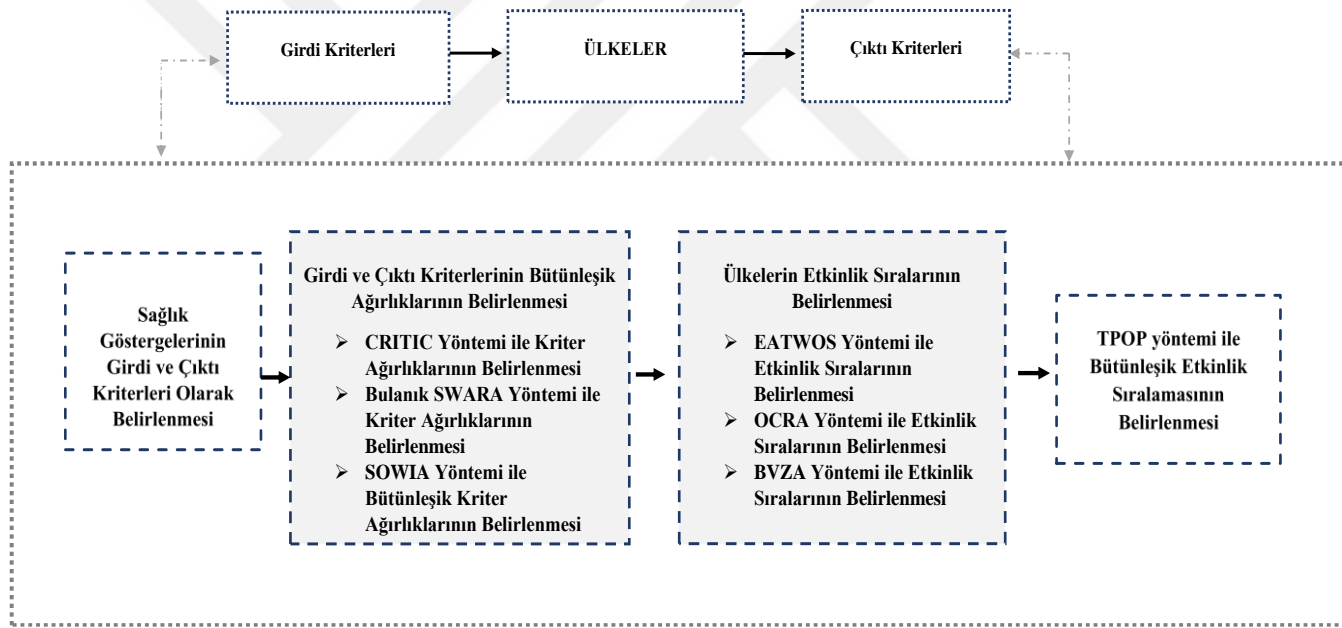 Girdi Kriterleri
ÜLKELER
Çıktı Kriterleri
Sağlık
Göstergelerinin
Girdi ve Çıktı
Kriterleri Olarak
Belirlenmesi
Girdi ve Çıktı Kriterlerinin Bütünleşik
Ağırlıklarının Belirlenmesi
➢ CRITIC Yöntemi ile Kriter
Ağırlıklarının Belirlenmesi
➢ Bulanık SWARA Yöntemi ile
Kriter Ağırlıklarının
Belirlenmesi
➢ SOWIA Yöntemi ile
Bütünleşik Kriter
Ağırlıklarının Belirlenmesi
Ülkelerin Etkinlik Sıralarının
Belirlenmesi
➢ EATWOS Yöntemi ile
Etkinlik Sıralarının
Belirlenmesi
➢ OCRA Yöntemi ile Etkinlik
Sıralarının Belirlenmesi
➢ BVZA Yöntemi ile Etkinlik
Sıralarının Belirlenmesi
TPOP yöntemi ile
Bütünleşik Etkinlik
Sıralamasının
Belirlenmesi